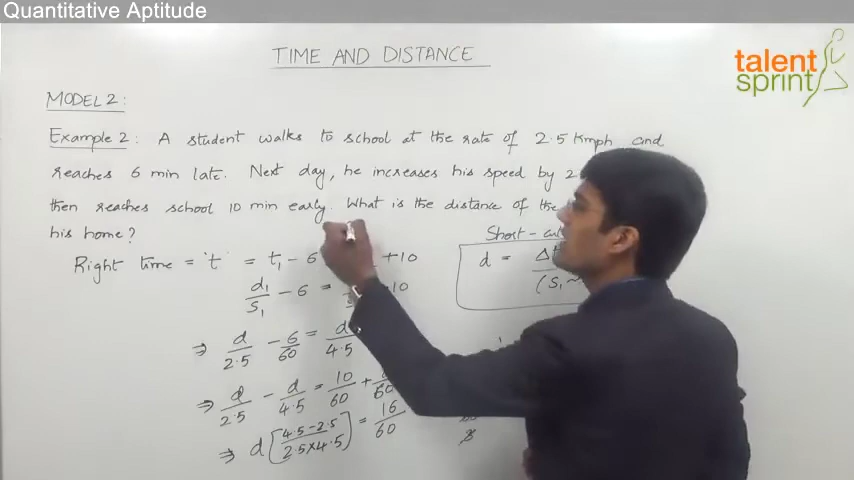 Quantitative Aptitude
TIME AND DISTANCE
talent
sprint
MODEL 2:
Example 2: A student walks to school at the rate of 2.5 Kmph and
reaches 6 min late. Next day, he increases his speed by 2
then reaches school 10 min early. What is the distance of the
his home?
Short-cu
Right time = 't' = t₁ - 6 + 10
d = Δt
(S₁ ~
d₁/S₁ - 6 = 10
⇒ d/2.5 - 6/60 = d/4.5
⇒ d/2.5 - d/4.5 = 10/60 + /60
⇒ d[(4.5-2.5)/(2.5×4.5)] = 16/60